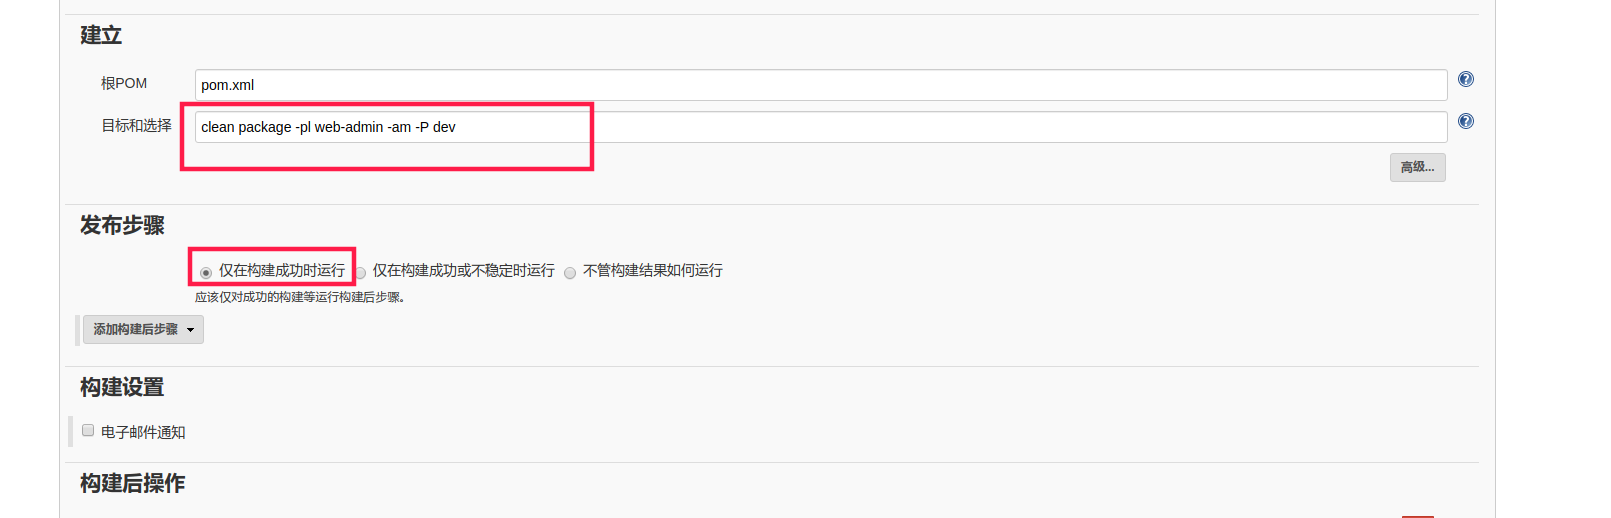 建立
根POM
pom.xml
目标和选择
clean package -pl web-admin -am -P dev
高级...
发布步骤
仅在构建成功时运行 仅在构建成功或不稳定时运行 不管构建结果如何运行
应该仅对成功的构建等运行构建后步骤。
添加构建后步骤
构建设置
电子邮件通知
构建后操作